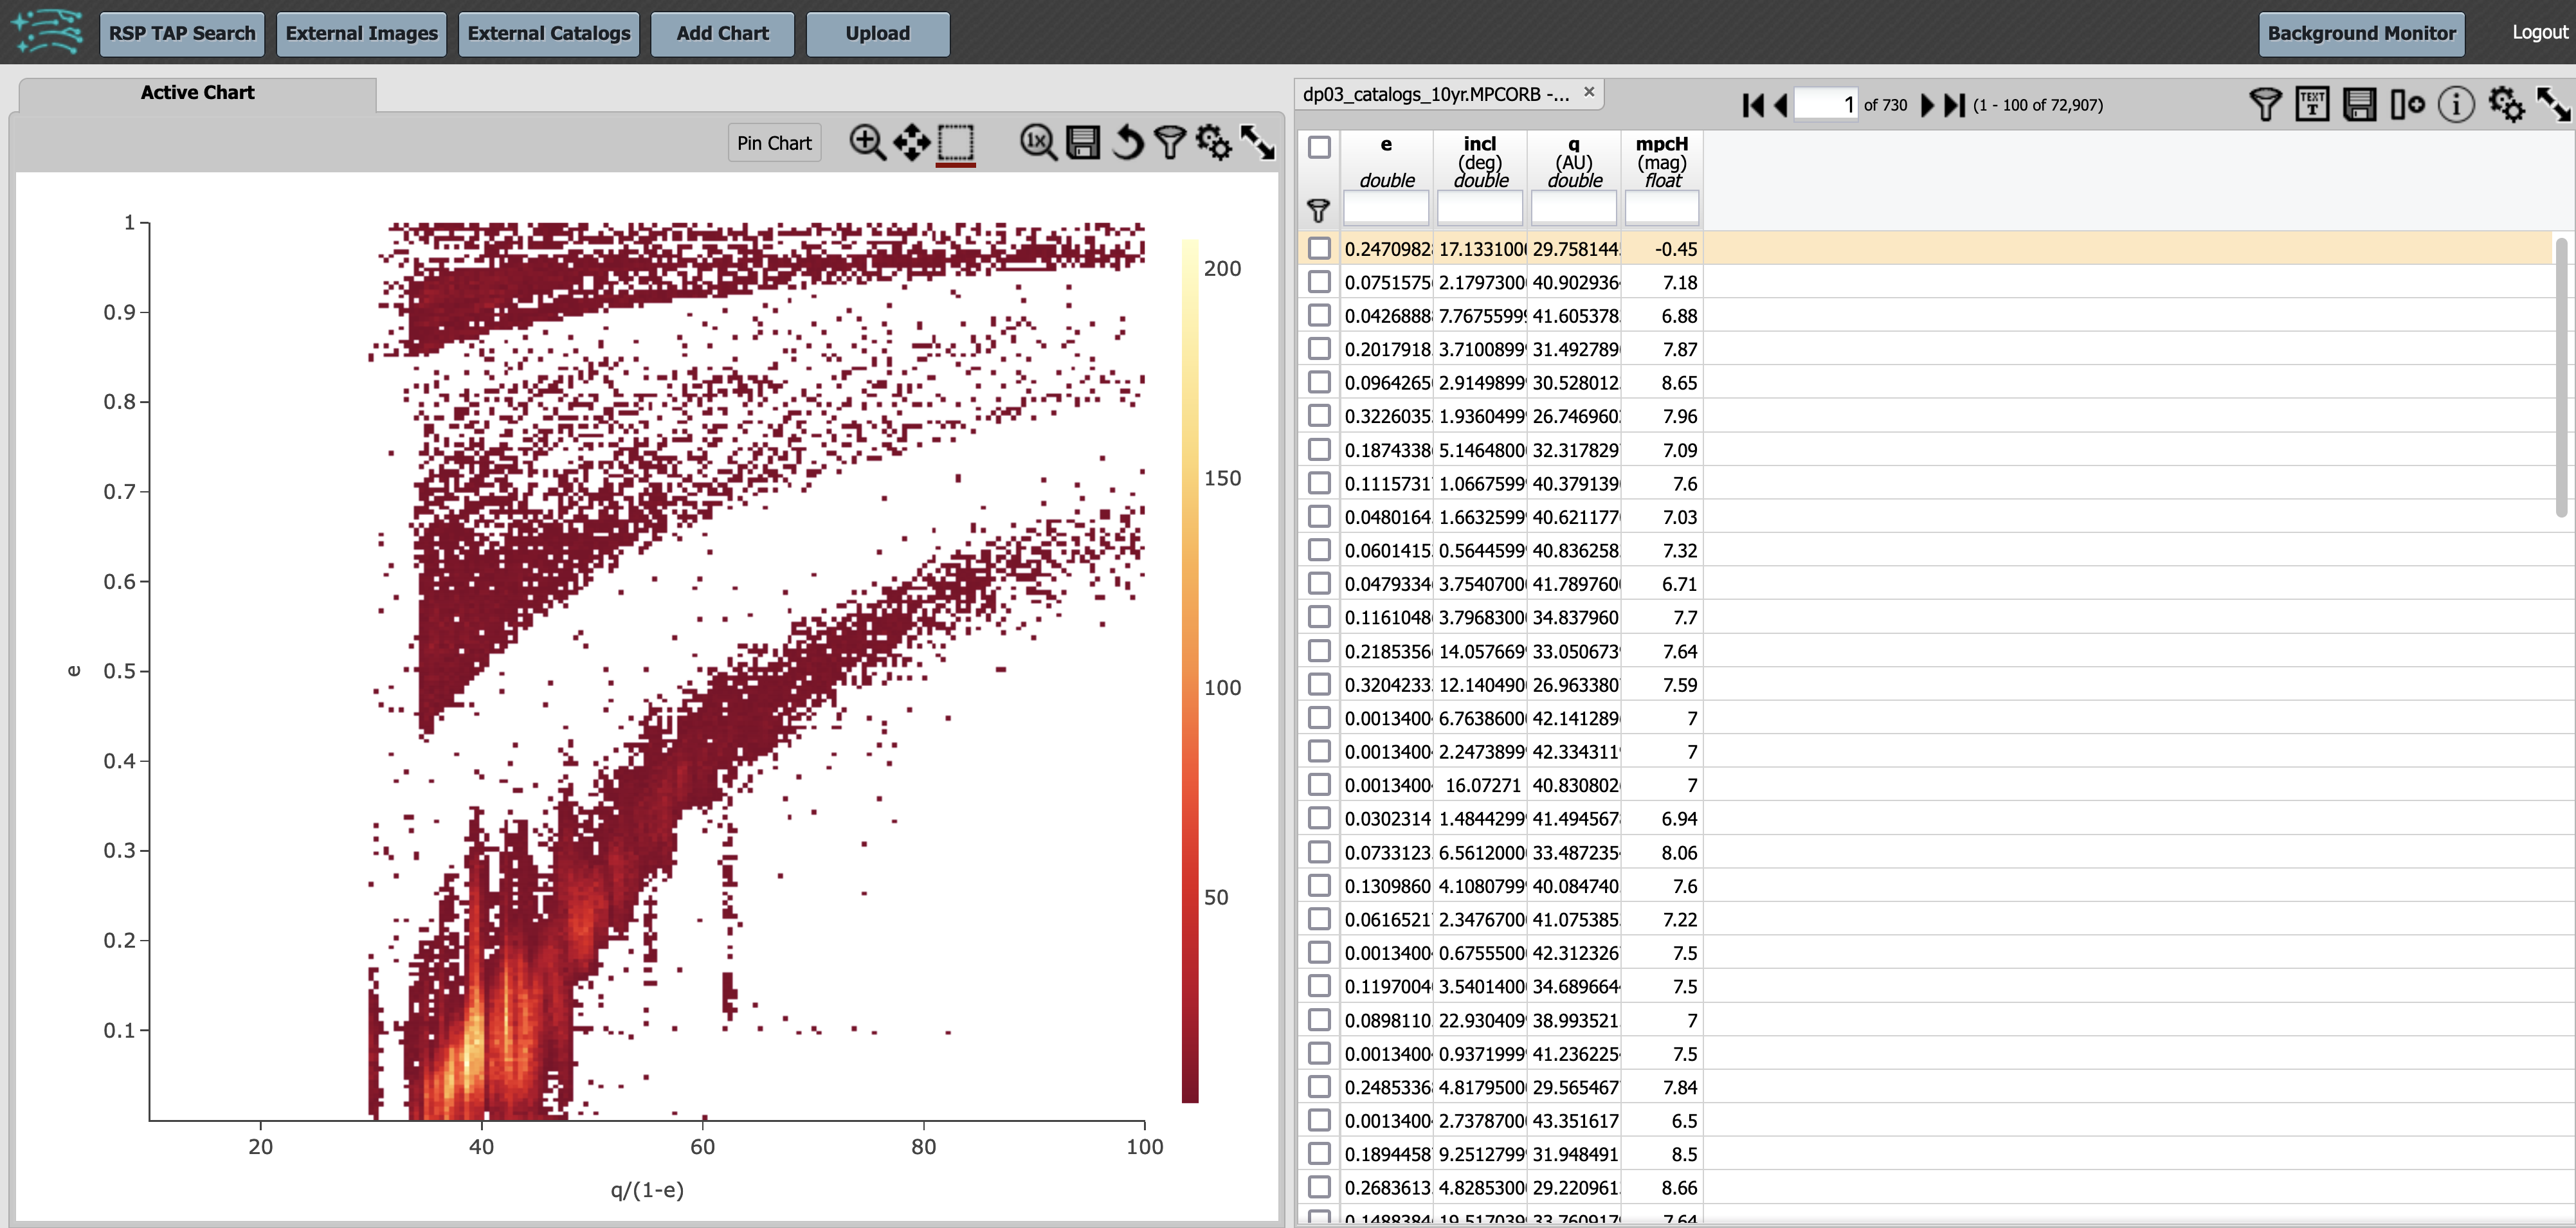 RSP TAP Search External Images External Catalogs Add Chart Upload Background Monitor Logout
Active Chart
Pin Chart
1x
1
0.9
0.8
0.7
0.6
0.5
0.4
0.3
0.2
0.1
e
20 40 60 80 100
q/(1-e)
200
150
100
50
dp03_catalogs_10yr.MPCORB -... ×
1 of 730 (1 - 100 of 72,907)
TEXT T
e incl q mpcH
(deg) (AU) (mag)
double double double float
0.2470982 17.133100 29.758144 -0.45
0.0751575 2.1797300 40.902936 7.18
0.0426888 7.7675599 41.605378 6.88
0.2017918 3.7100899 31.492789 7.87
0.0964265 2.9149899 30.528012 8.65
0.3226035 1.9360499 26.746960 7.96
0.1874338 5.1464800 32.317829 7.09
0.1115731 1.0667599 40.379139 7.6
0.0480164 1.6632599 40.621177 7.03
0.0601415 0.5644599 40.836258 7.32
0.0479334 3.7540700 41.789760 6.71
0.1161048 3.7968300 34.837960 7.7
0.2185356 14.057669 33.050673 7.64
0.3204233 12.140490 26.963380 7.59
0.0013400 6.7638600 42.141289 7
0.0013400 2.2473899 42.334311 7
0.0013400 16.07271 40.830802 7
0.0302314 1.4844299 41.494567 6.94
0.0733123 6.5612000 33.487235 8.06
0.1309860 4.1080799 40.084740 7.6
0.0616521 2.3476700 41.075385 7.22
0.0013400 0.6755500 42.312326 7.5
0.1197004 3.5401400 34.689664 7.5
0.0898110 22.930409 38.993521 7
0.0013400 0.9371999 41.236225 7.5
0.2485336 4.8179500 29.565467 7.84
0.0013400 2.7378700 43.351617 6.5
0.1894458 9.2512799 31.948491 8.5
0.2683613 4.8285300 29.220961 8.66
0.1488384 19.517039 33.760917 7.64